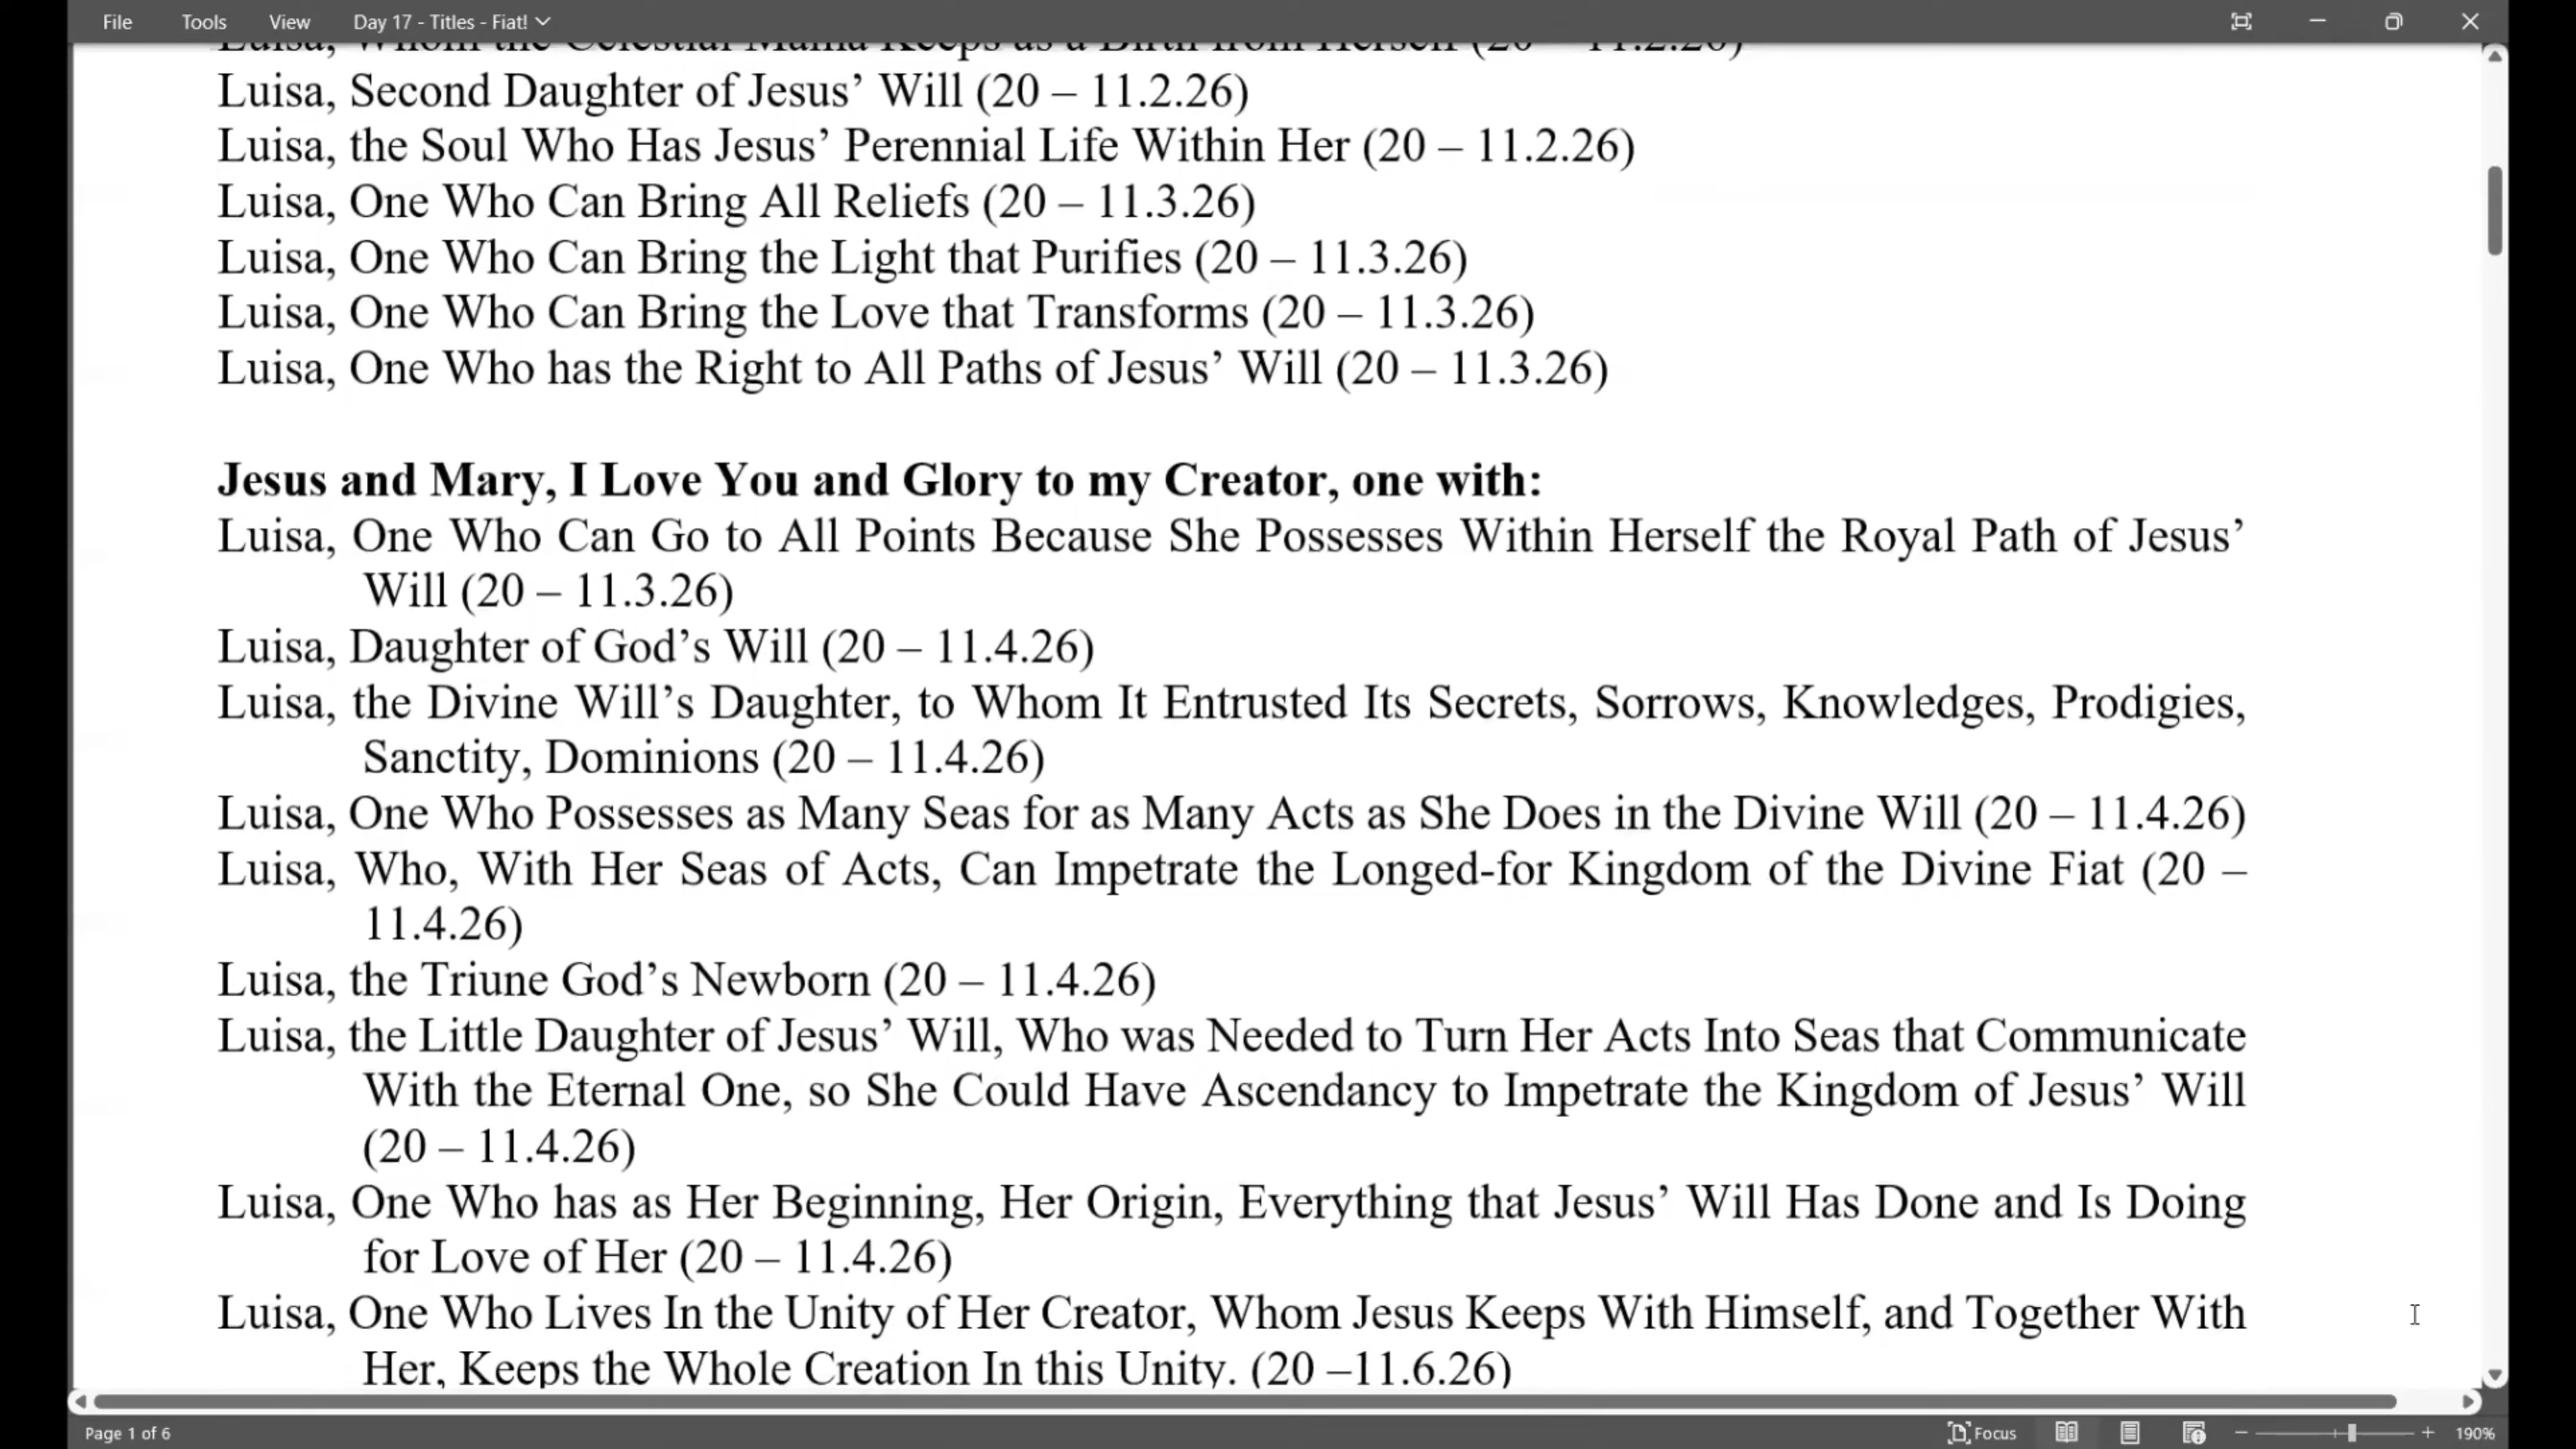 File Tools View Day 17 - Titles - Fiat!
Luisa, Whom the Celestial Mama Keeps as a Birth from Herself (20 – 11.2.26)
Luisa, Second Daughter of Jesus’ Will (20 – 11.2.26)
Luisa, the Soul Who Has Jesus’ Perennial Life Within Her (20 – 11.2.26)
Luisa, One Who Can Bring All Reliefs (20 – 11.3.26)
Luisa, One Who Can Bring the Light that Purifies (20 – 11.3.26)
Luisa, One Who Can Bring the Love that Transforms (20 – 11.3.26)
Luisa, One Who has the Right to All Paths of Jesus’ Will (20 – 11.3.26)
Jesus and Mary, I Love You and Glory to my Creator, one with:
Luisa, One Who Can Go to All Points Because She Possesses Within Herself the Royal Path of Jesus’
Will (20 – 11.3.26)
Luisa, Daughter of God’s Will (20 – 11.4.26)
Luisa, the Divine Will’s Daughter, to Whom It Entrusted Its Secrets, Sorrows, Knowledges, Prodigies,
Sanctity, Dominions (20 – 11.4.26)
Luisa, One Who Possesses as Many Seas for as Many Acts as She Does in the Divine Will (20 – 11.4.26)
Luisa, Who, With Her Seas of Acts, Can Impetrate the Longed-for Kingdom of the Divine Fiat (20 –
11.4.26)
Luisa, the Triune God’s Newborn (20 – 11.4.26)
Luisa, the Little Daughter of Jesus’ Will, Who was Needed to Turn Her Acts Into Seas that Communicate
With the Eternal One, so She Could Have Ascendancy to Impetrate the Kingdom of Jesus’ Will
(20 – 11.4.26)
Luisa, One Who has as Her Beginning, Her Origin, Everything that Jesus’ Will Has Done and Is Doing
for Love of Her (20 – 11.4.26)
Luisa, One Who Lives In the Unity of Her Creator, Whom Jesus Keeps With Himself, and Together With
Her, Keeps the Whole Creation In this Unity. (20 –11.6.26)
Page 1 of 6 Focus 190%